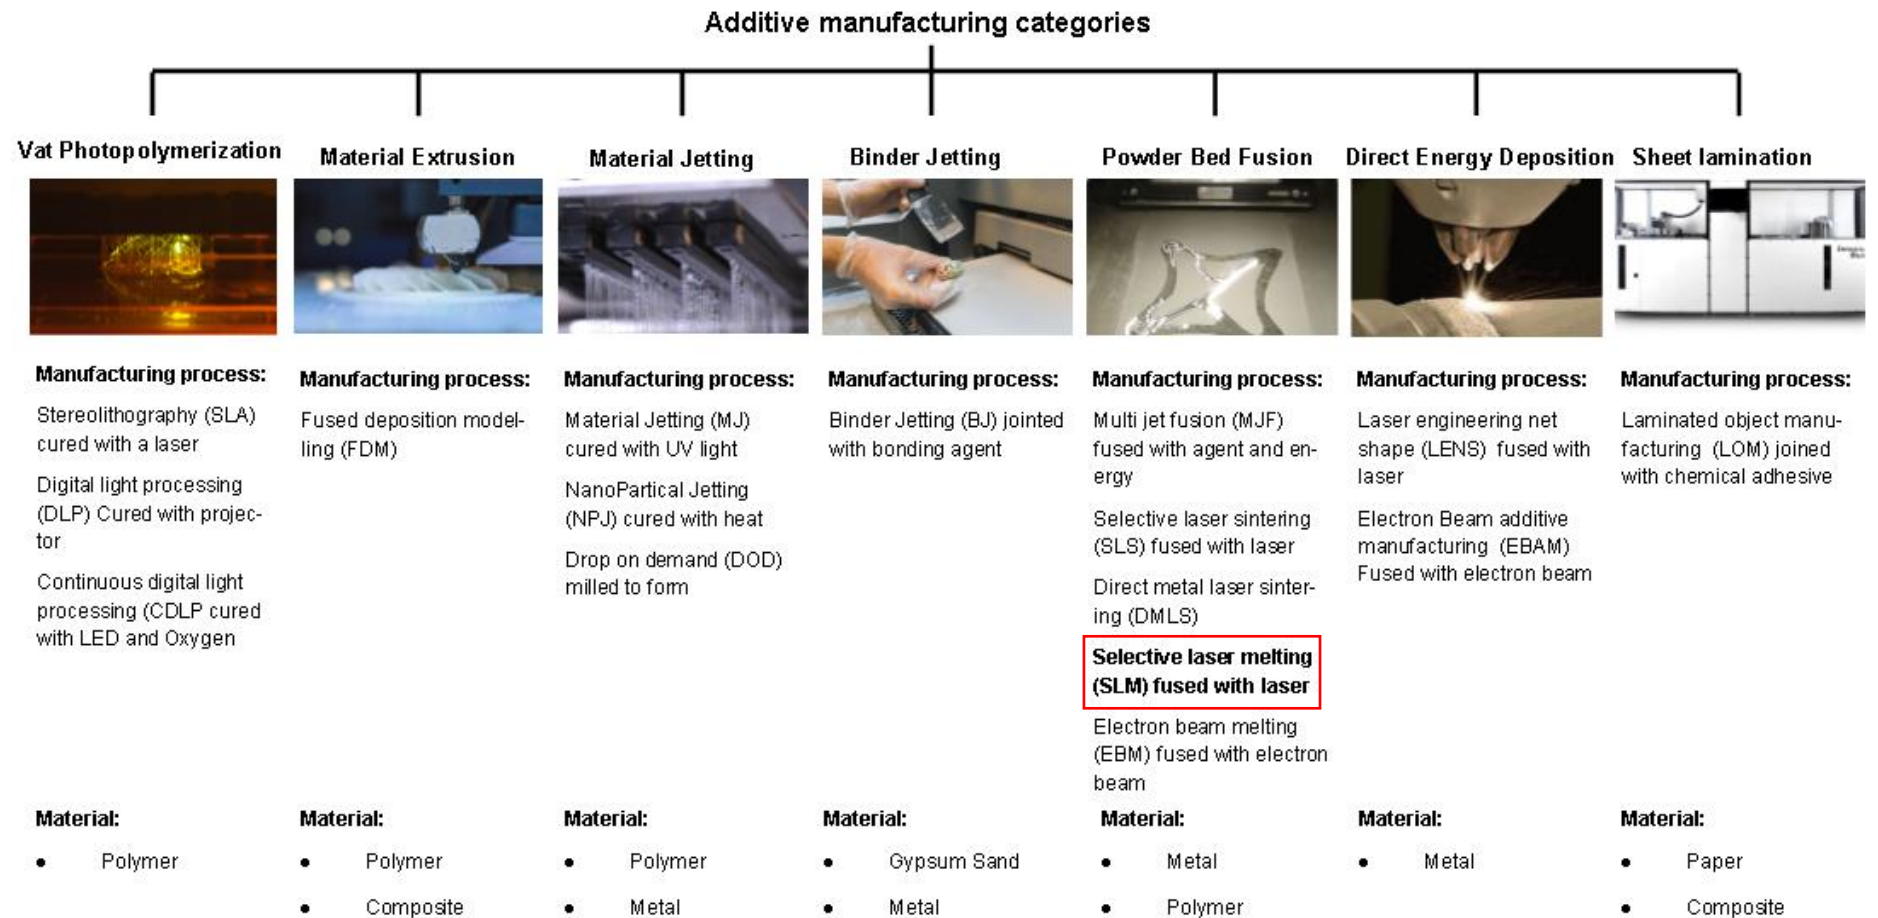 Additive manufacturing categories
Vat Photopolymerization
Manufacturing process:
Stereolithography (SLA)
cured with a laser
Digital light processing
(DLP) Cured with projec-
tor
Continuous digital light
processing (CDLP cured
with LED and Oxygen
Material:
● Polymer
Material Extrusion
Manufacturing process:
Fused deposition model-
ling (FDM)
Material:
● Polymer
● Composite
Material Jetting
Manufacturing process:
Material Jetting (MJ)
cured with UV light
NanoPartical Jetting
(NPJ) cured with heat
Drop on demand (DOD)
milled to form
Material:
● Polymer
● Metal
Binder Jetting
Manufacturing process:
Binder Jetting (BJ) jointed
with bonding agent
Material:
● Gypsum Sand
● Metal
Powder Bed Fusion
Manufacturing process:
Multi jet fusion (MJF)
fused with agent and en-
ergy
Selective laser sintering
(SLS) fused with laser
Direct metal laser sinter-
ing (DMLS)
Selective laser melting
(SLM) fused with laser
Electron beam melting
(EBM) fused with electron
beam
Material:
● Metal
● Polymer
Direct Energy Deposition
Manufacturing process:
Laser engineering net
shape (LENS) fused with
laser
Electron Beam additive
manufacturing (EBAM)
Fused with electron beam
Material:
● Metal
Sheet lamination
Manufacturing process:
Laminated object manu-
facturing (LOM) joined
with chemical adhesive
Material:
● Paper
● Composite